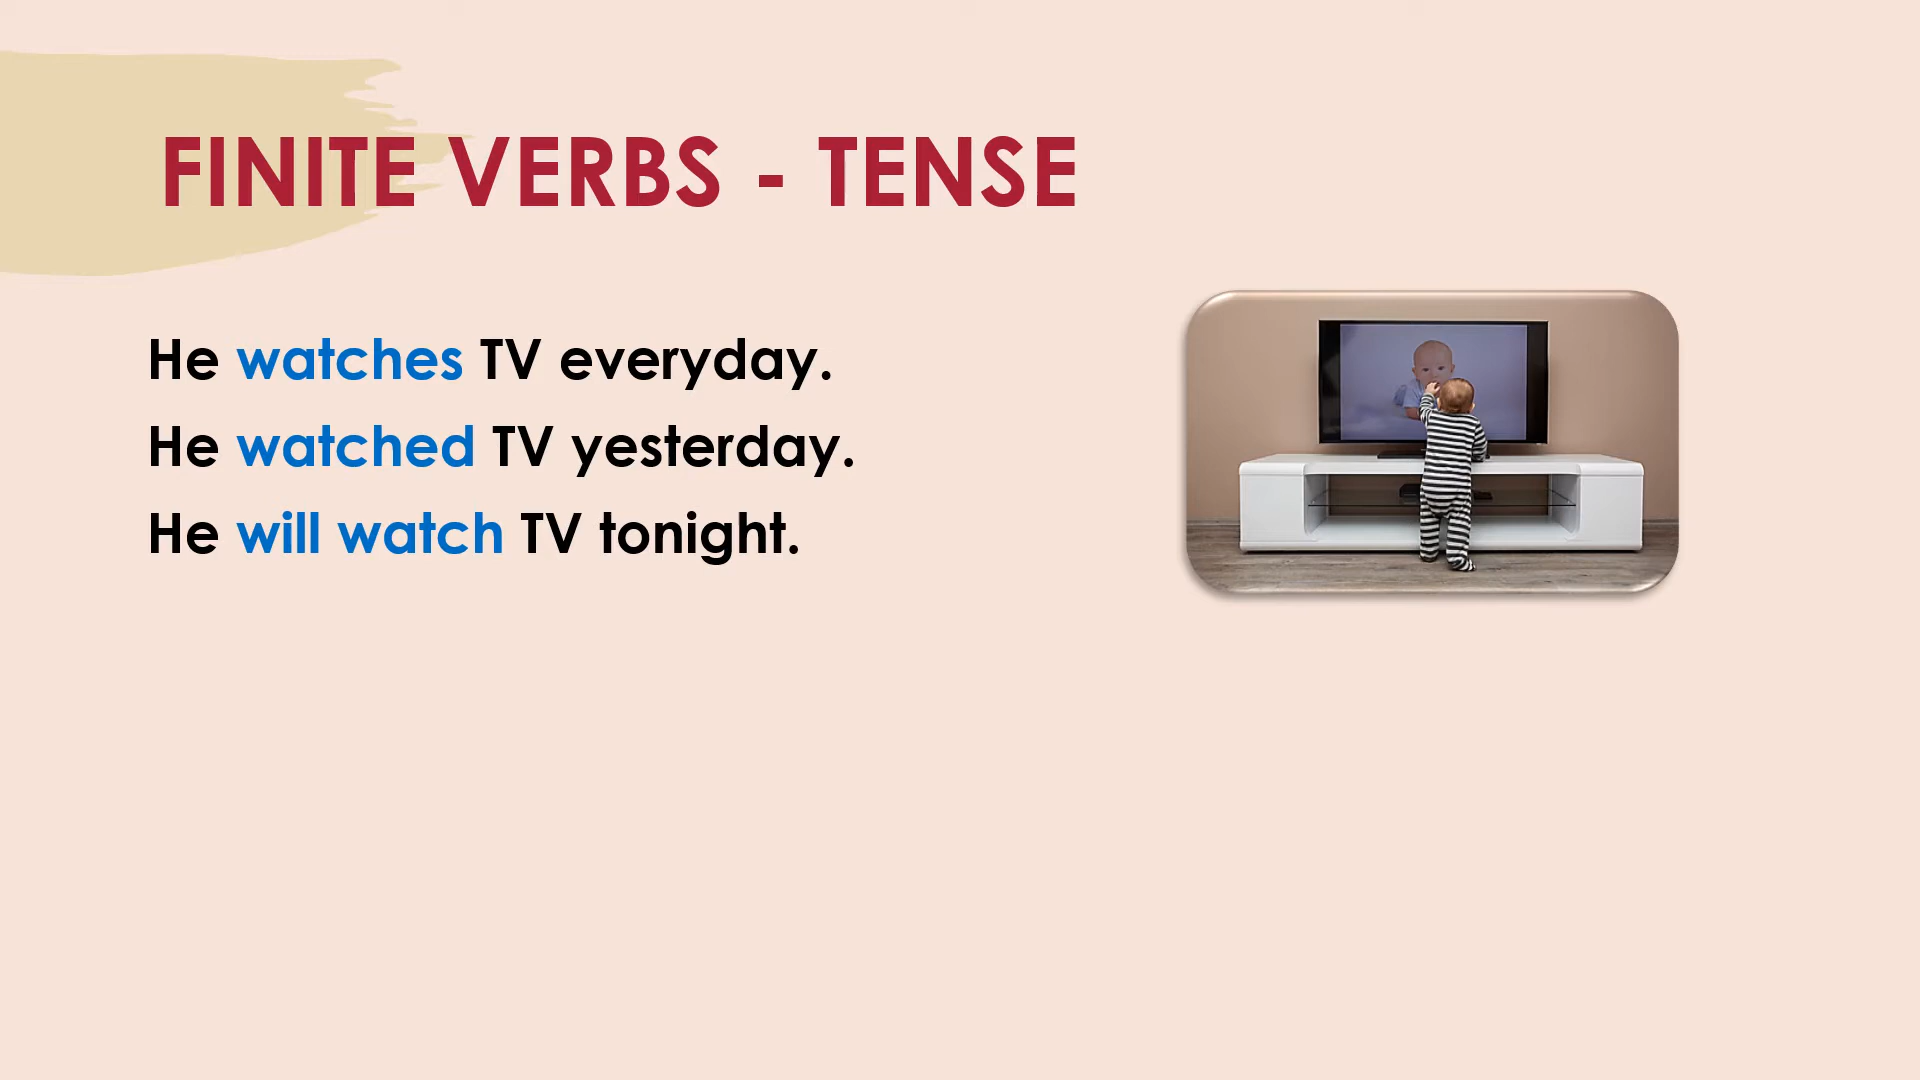 FINITE VERBS - TENSE
He watches TV everyday.
He watched TV yesterday.
He will watch TV tonight.